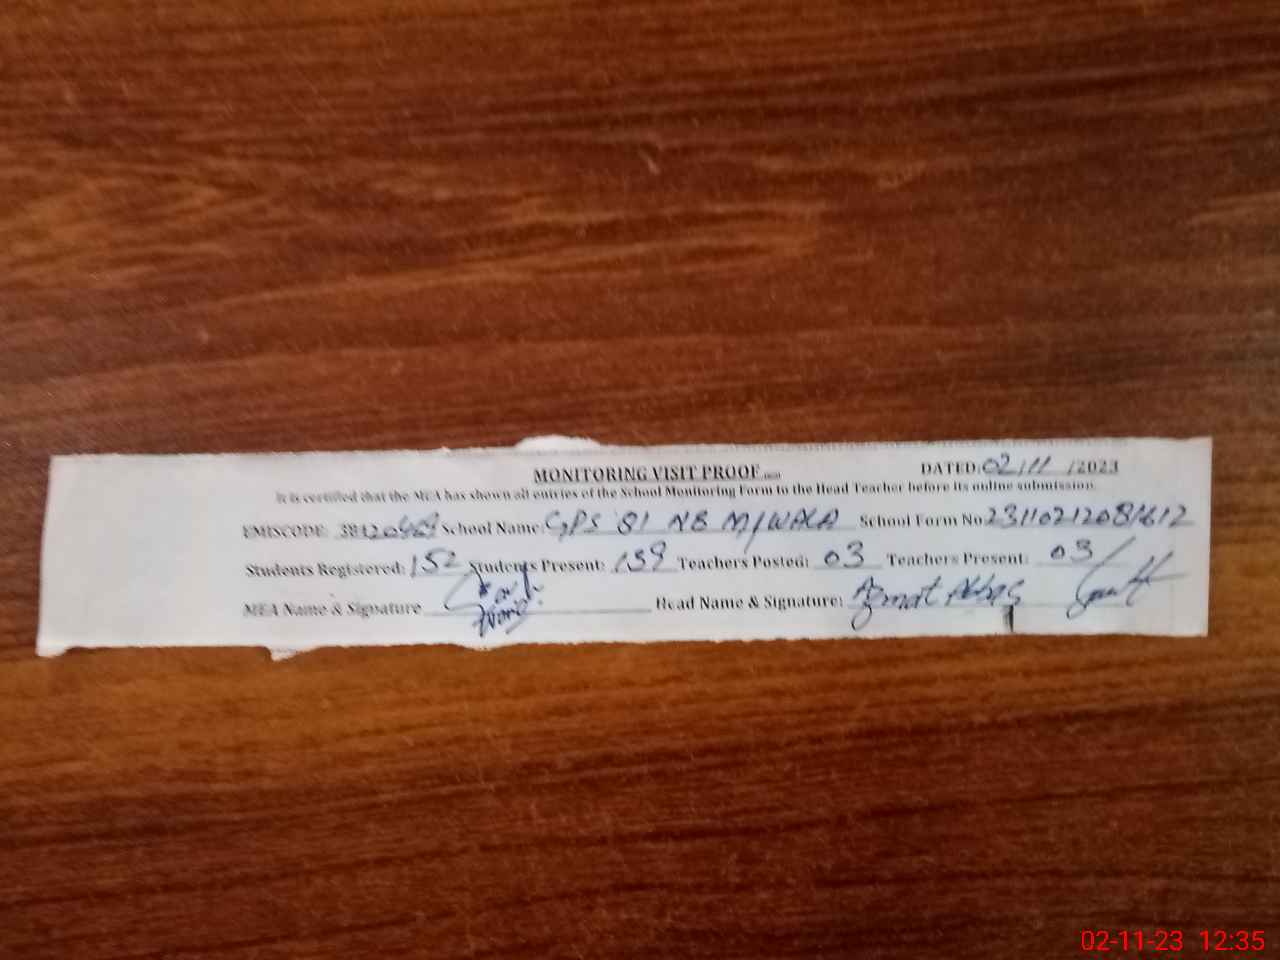 MONITORING VISIT PROOF DATED: 02/11 /2023
It is certified that the MEA has shown all entries of the School Monitoring Form to the Head Teacher before its online submission.
EMISCODE: School Name: GPS 81 NB M/WALA School Form No
Students Registered: 152 Students Present: 139 Teachers Posted: 03 Teachers Present: 03
MEA Name & Signature Head Name & Signature: Azmat Abbas
02-11-23 12:35